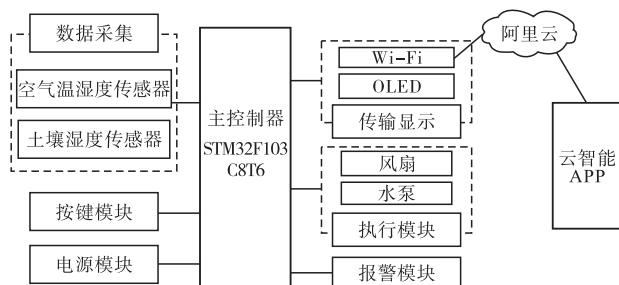 数据采集
空气温湿度传感器
土壤湿度传感器
按键模块
电源模块
主控制器
STM32F103
C8T6
Wi-Fi
OLED
传输显示
风扇
水泵
执行模块
报警模块
阿里云
云智能
APP